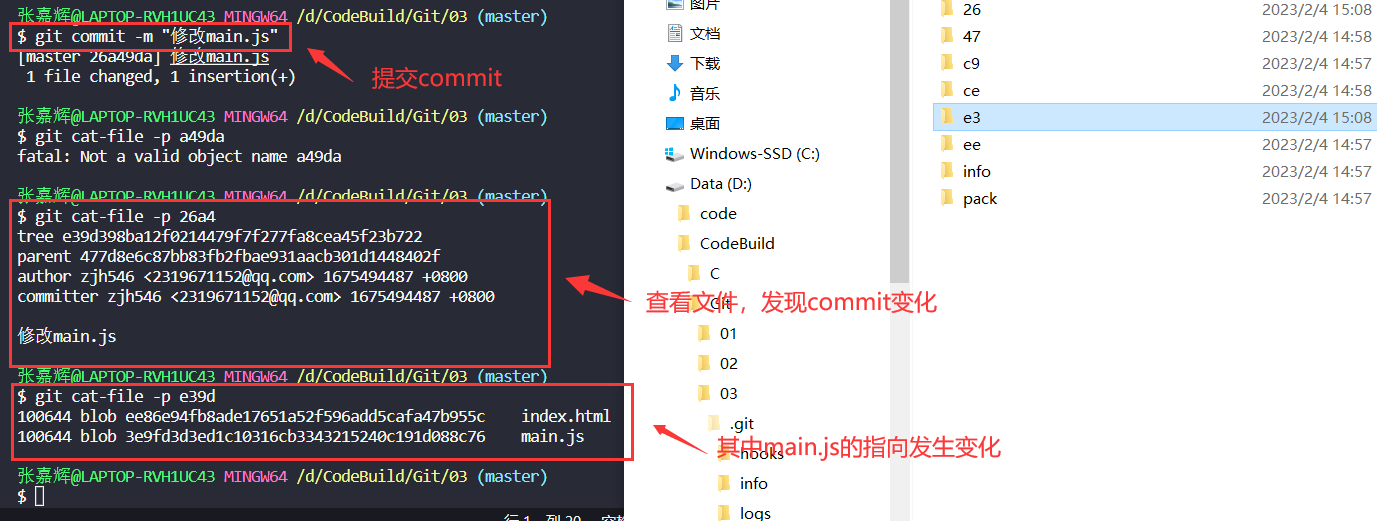 张嘉辉@LAPTOP-RVH1UC43 MINGW64 /d/CodeBuild/Git/03 (master)
$ git commit -m "修改main.js"
[master 26a49da] 修改main.js
 1 file changed, 1 insertion(+)
提交commit
张嘉辉@LAPTOP-RVH1UC43 MINGW64 /d/CodeBuild/Git/03 (master)
$ git cat-file -p a49da
fatal: Not a valid object name a49da
张嘉辉@LAPTOP-RVH1UC43 MINGW64 /d/CodeBuild/Git/03 (master)
$ git cat-file -p 26a4
tree e39d398ba12f0214479f7f277fa8cea45f23b722
parent 477d8e6c87bb83fb2fbae931aacb301d1448402f
author zjh546 <2319671152@qq.com> 1675494487 +0800
committer zjh546 <2319671152@qq.com> 1675494487 +0800
修改main.js
查看文件，发现commit变化
张嘉辉@LAPTOP-RVH1UC43 MINGW64 /d/CodeBuild/Git/03 (master)
$ git cat-file -p e39d
100644 blob ee86e94fb8ade17651a52f596add5cafa47b955c    index.html
100644 blob 3e9fd3d3ed1c10316cb3343215240c191d088c76    main.js
其中main.js的指向发生变化
张嘉辉@LAPTOP-RVH1UC43 MINGW64 /d/CodeBuild/Git/03 (master)
$
图片
文档
下载
音乐
桌面
Windows-SSD (C:)
Data (D:)
code
CodeBuild
C
Git
01
02
03
.git
hooks
info
logs
26 2023/2/4 15:08
47 2023/2/4 14:58
c9 2023/2/4 14:57
ce 2023/2/4 14:58
e3 2023/2/4 15:08
ee 2023/2/4 14:57
info 2023/2/4 14:57
pack 2023/2/4 14:57